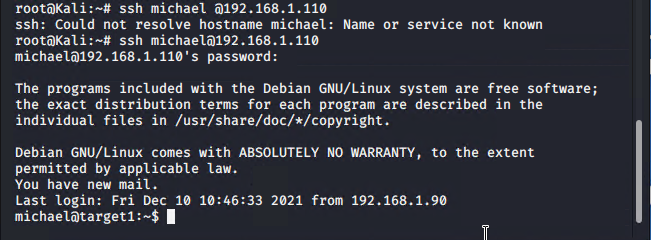 root@Kali:~# ssh michael @192.168.1.110
ssh: Could not resolve hostname michael: Name or service not known
root@Kali:~# ssh michael@192.168.1.110
michael@192.168.1.110's password:
The programs included with the Debian GNU/Linux system are free software;
the exact distribution terms for each program are described in the
individual files in /usr/share/doc/*/copyright.
Debian GNU/Linux comes with ABSOLUTELY NO WARRANTY, to the extent
permitted by applicable law.
You have new mail.
Last login: Fri Dec 10 10:46:33 2021 from 192.168.1.90
michael@target1:~$